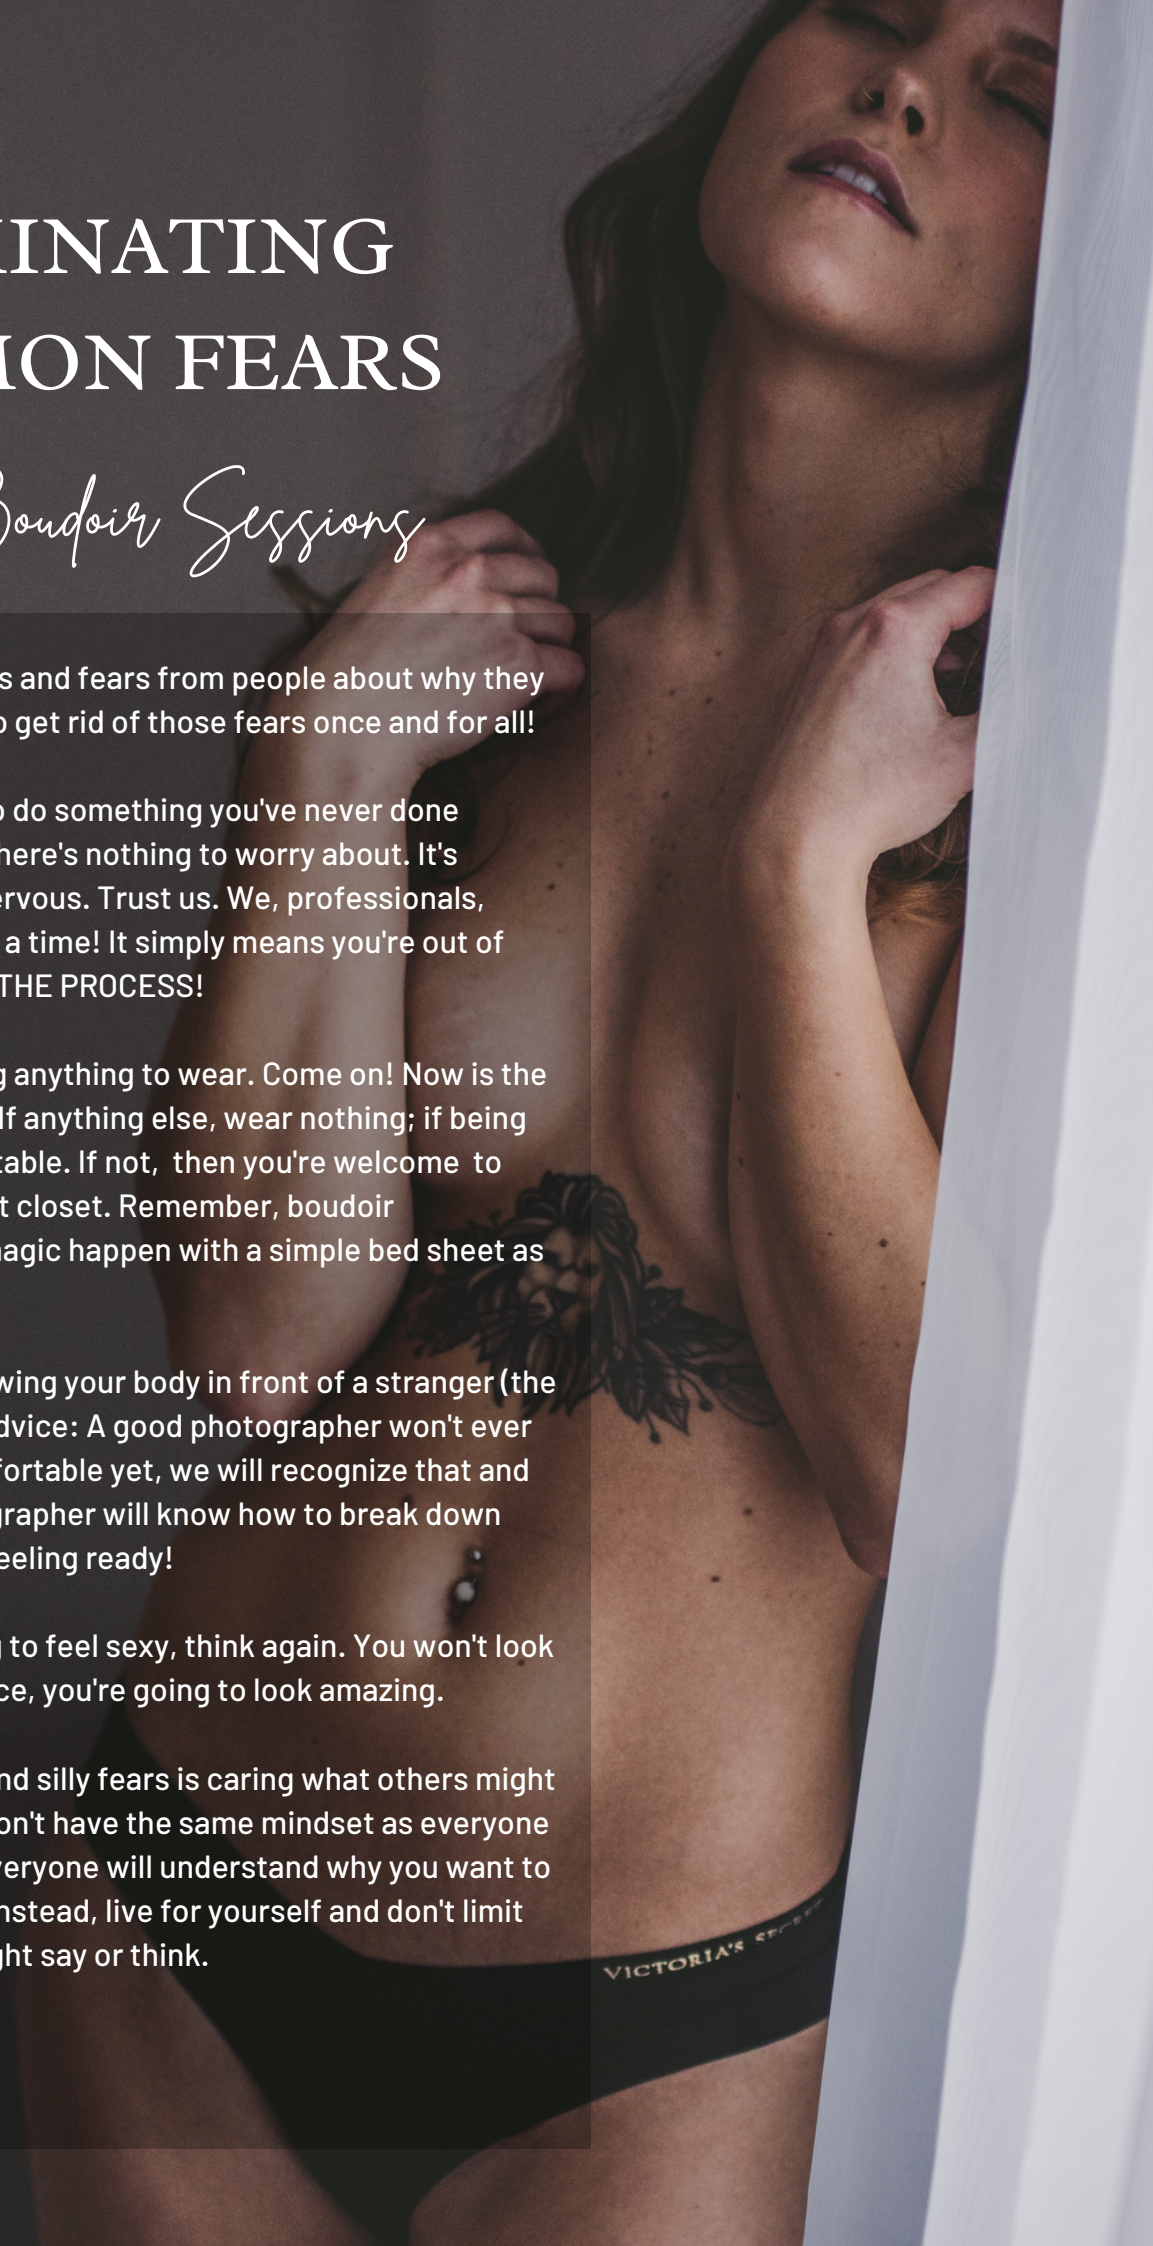 INATING
MON FEARS
Boudoir Sessions
s and fears from people about why they
o get rid of those fears once and for all!
o do something you've never done
here's nothing to worry about. It's
ervous. Trust us. We, professionals,
a time! It simply means you're out of
THE PROCESS!
g anything to wear. Come on! Now is the
If anything else, wear nothing; if being
table. If not, then you're welcome to
t closet. Remember, boudoir
nagic happen with a simple bed sheet as
wing your body in front of a stranger (the
dvice: A good photographer won't ever
fortable yet, we will recognize that and
grapher will know how to break down
eeling ready!
g to feel sexy, think again. You won't look
ce, you're going to look amazing.
nd silly fears is caring what others might
on't have the same mindset as everyone
veryone will understand why you want to
nstead, live for yourself and don't limit
ght say or think.
VICTORIA'S SECRET